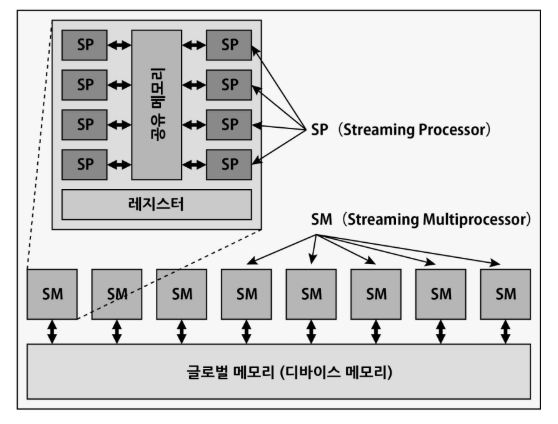 SP SP
SP SP
SP SP
SP SP
공유 메모리
레지스터
SP (Streaming Processor)
SM (Streaming Multiprocessor)
SM SM SM SM SM SM SM SM
글로벌 메모리 (디바이스 메모리)